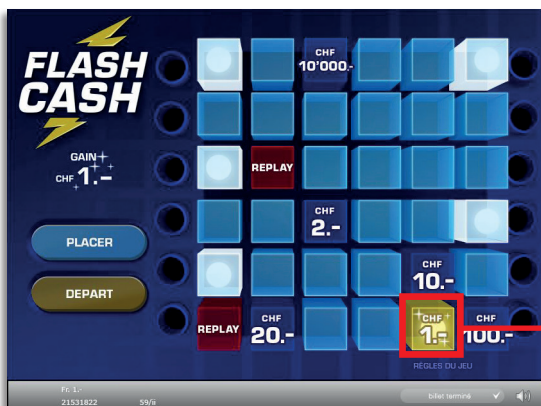 FLASH
CASH
CHF
10'000.-
GAIN
CHF 1.-
REPLAY
CHF
2.-
PLACER
CHF
10.-
DEPART
REPLAY
CHF
20.-
CHF
1.-
CHF
100.-
RÈGLES DU JEU
Fr. 1.-
21531822 59/ii
billet terminé